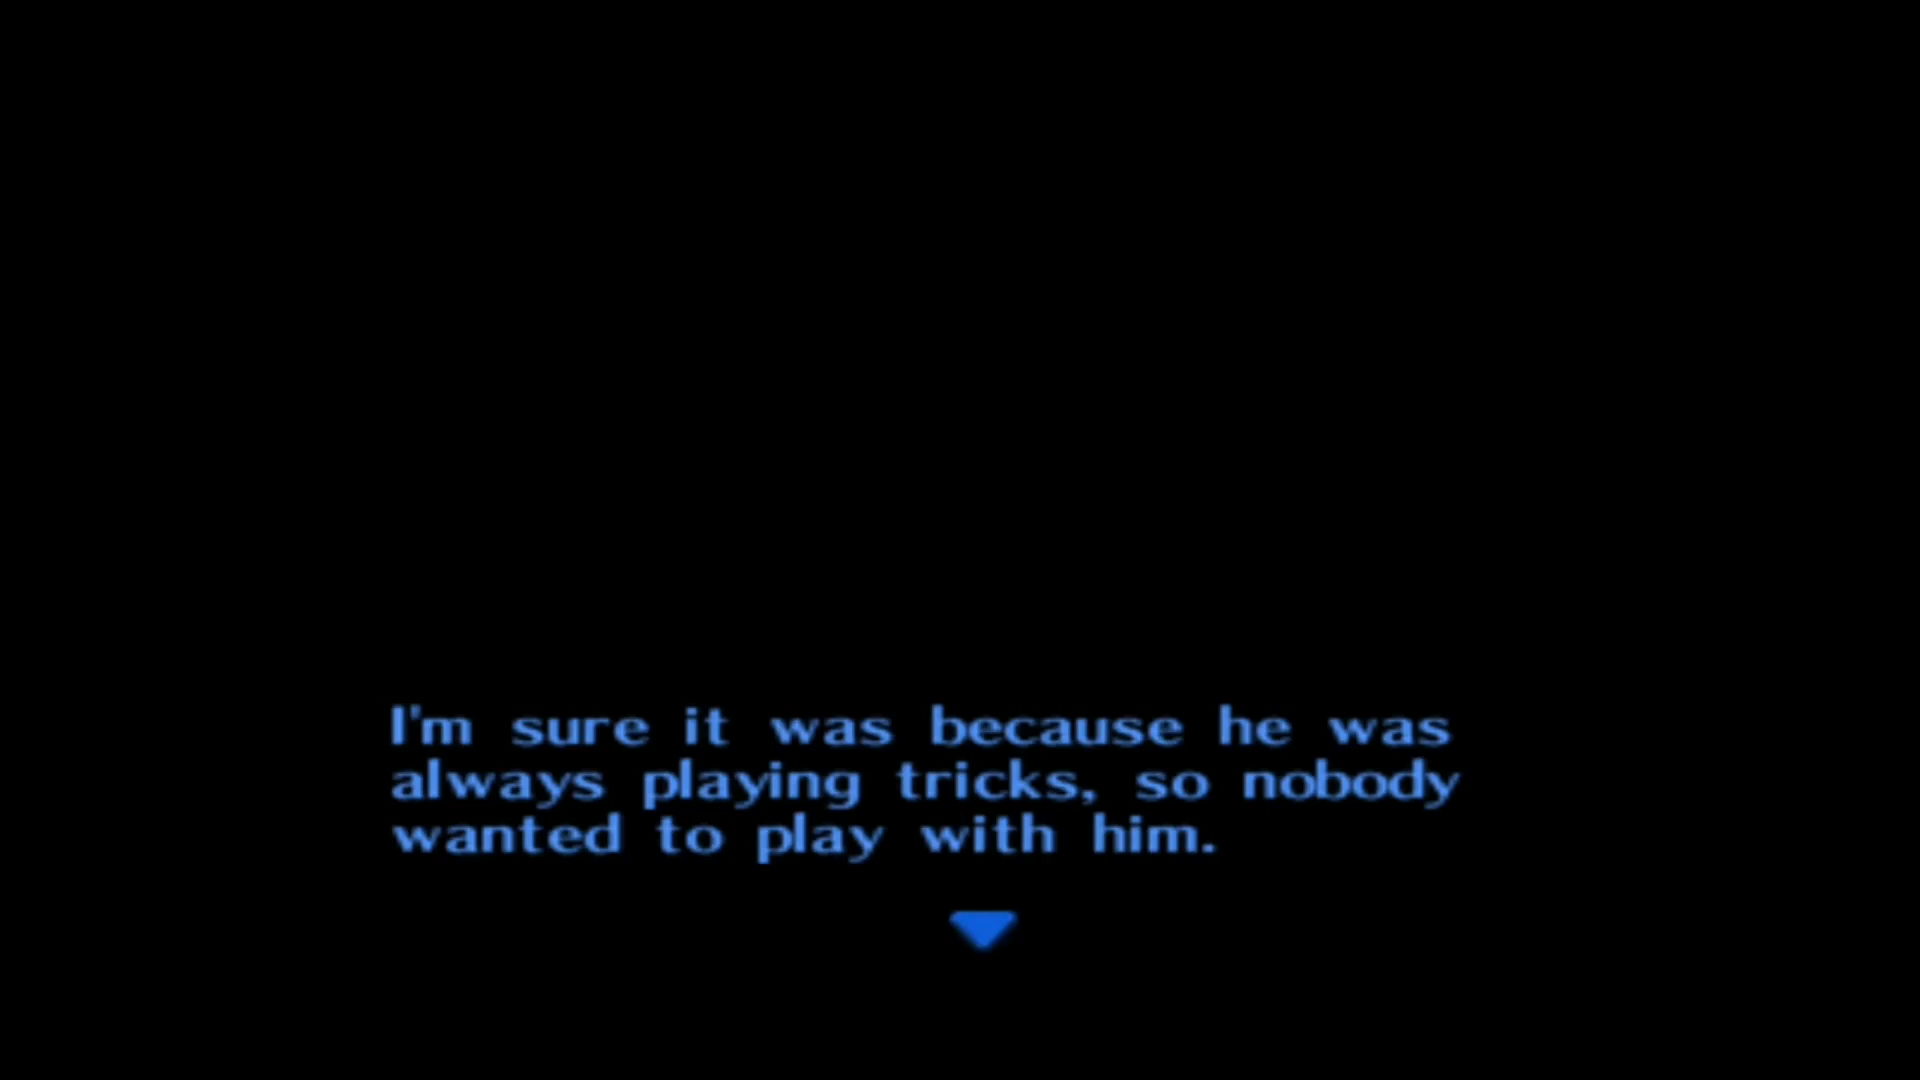 I'm sure it was because he was
always playing tricks, so nobody
wanted to play with him.